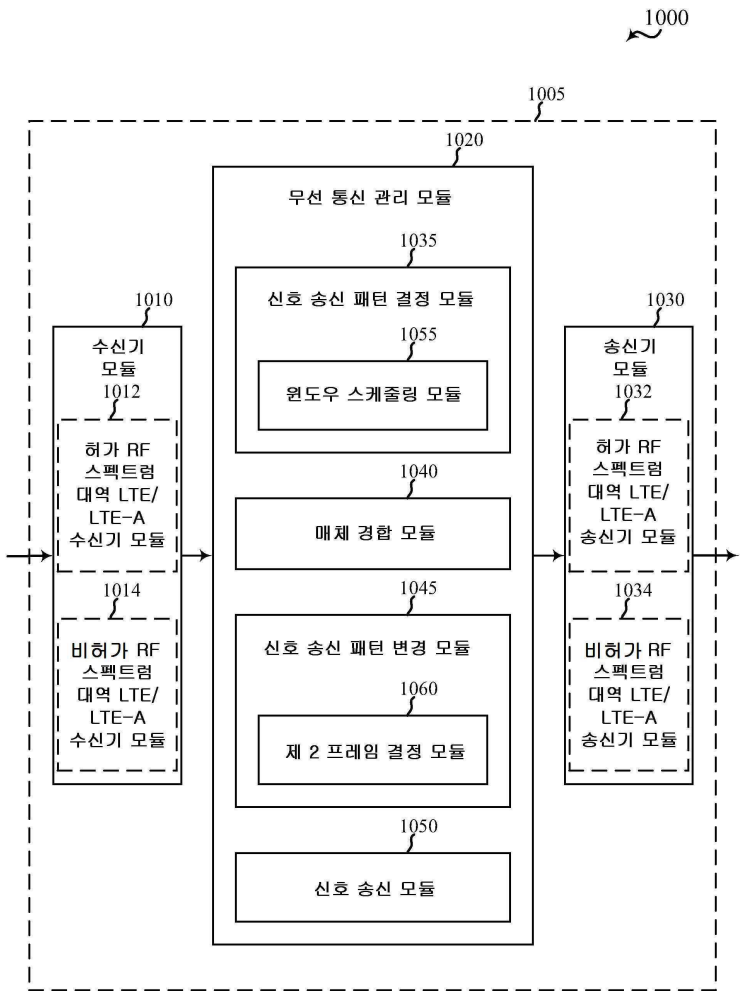 1000
1005
1020
무선 통신 관리 모듈
1035
신호 송신 패턴 결정 모듈
1055
윈도우 스케줄링 모듈
1040
매체 경합 모듈
1045
신호 송신 패턴 변경 모듈
1060
제 2 프레임 결정 모듈
1050
신호 송신 모듈
1010
수신기
모듈
1012
허가 RF
스펙트럼
대역 LTE/
LTE-A
수신기 모듈
1014
비허가 RF
스펙트럼
대역 LTE/
LTE-A
수신기 모듈
1030
송신기
모듈
1032
허가 RF
스펙트럼
대역 LTE/
LTE-A
송신기 모듈
1034
비허가 RF
스펙트럼
대역 LTE/
LTE-A
송신기 모듈